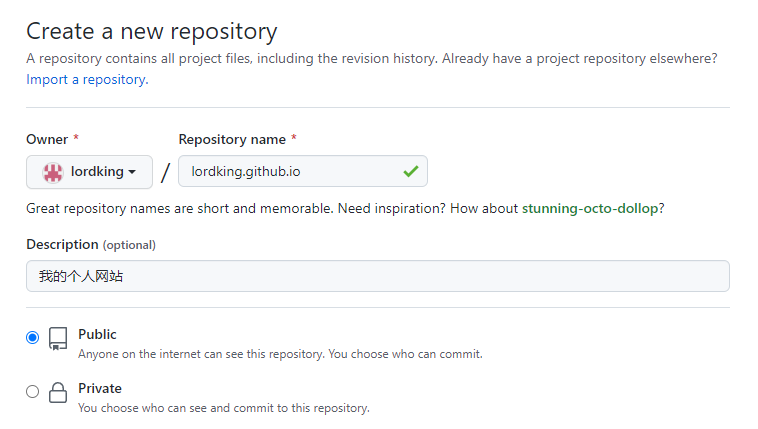 Create a new repository
A repository contains all project files, including the revision history. Already have a project repository elsewhere?
Import a repository.
Owner *
Repository name *
lordking
/
lordking.github.io
Great repository names are short and memorable. Need inspiration? How about stunning-octo-dollop?
Description (optional)
我的个人网站
Public
Anyone on the internet can see this repository. You choose who can commit.
Private
You choose who can see and commit to this repository.